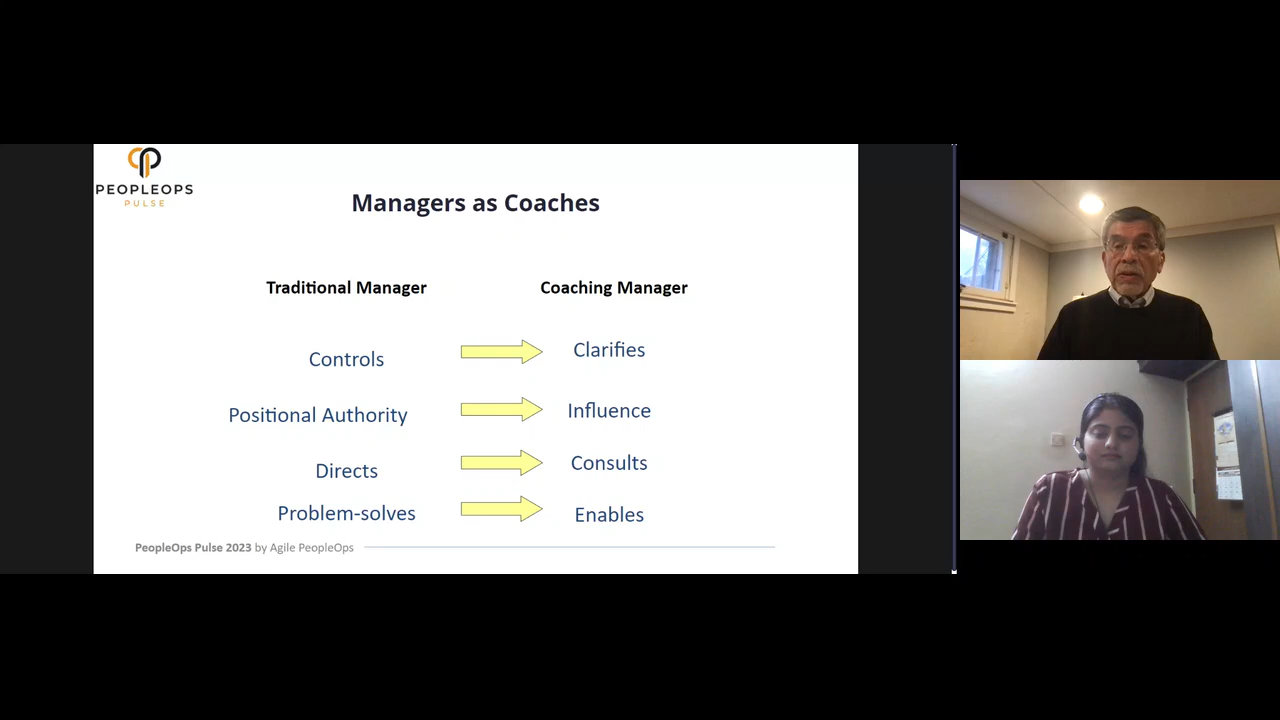 PEOPLEOPS
PULSE
Managers as Coaches
Traditional Manager
Coaching Manager
Controls
Clarifies
Positional Authority
Influence
Directs
Consults
Problem-solves
Enables
PeopleOps Pulse 2023 by Agile PeopleOps